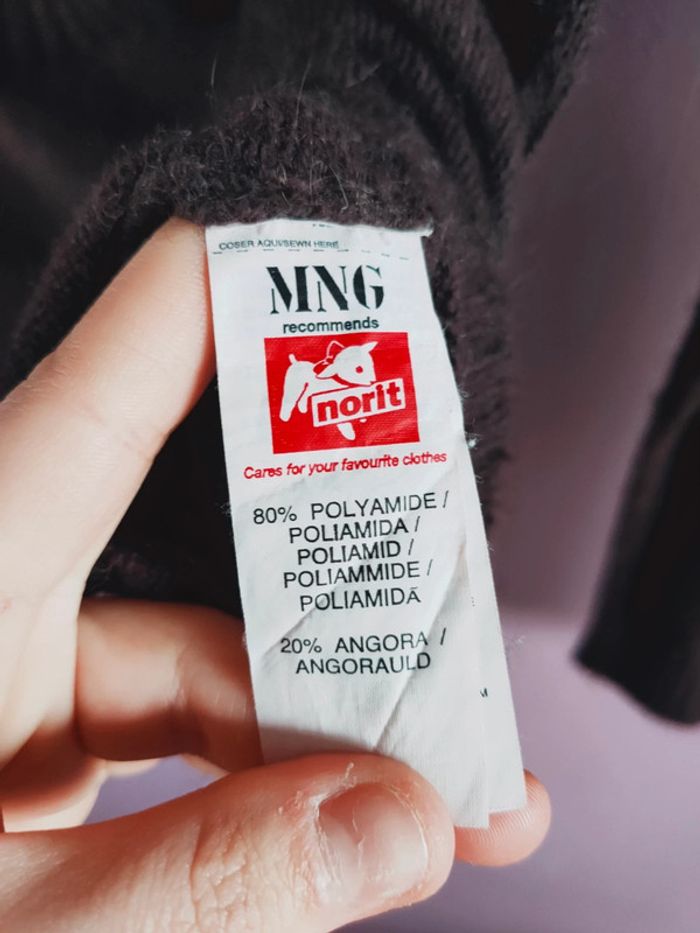 COSER AQUI/SEWN HERE
MNG
recommends
norit
Cares for your favourite clothes
80% POLYAMIDE /
POLIAMIDA /
POLIAMID /
POLIAMMIDE /
POLIAMIDĂ
20% ANGORA /
ANGORAULD
M